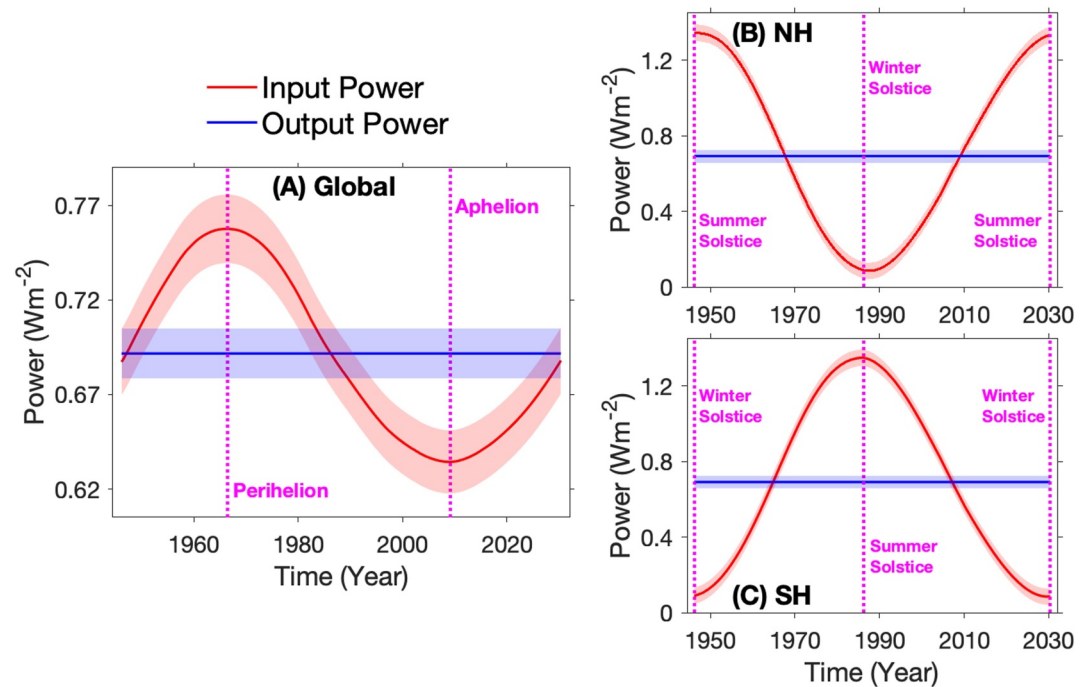 Input Power
Output Power
(A) Global
0.77
0.72
0.67
0.62
Power (Wm-2)
Aphelion
Perihelion
1960
1980
2000
2020
Time (Year)
(B) NH
1.2
0.8
0.4
0
Power (Wm-2)
Winter
Solstice
Summer
Solstice
Summer
Solstice
1950
1970
1990
2010
2030
1.2
0.8
0.4
0
Power (Wm-2)
Winter
Solstice
Winter
Solstice
Summer
Solstice
(C) SH
1950
1970
1990
2010
2030
Time (Year)